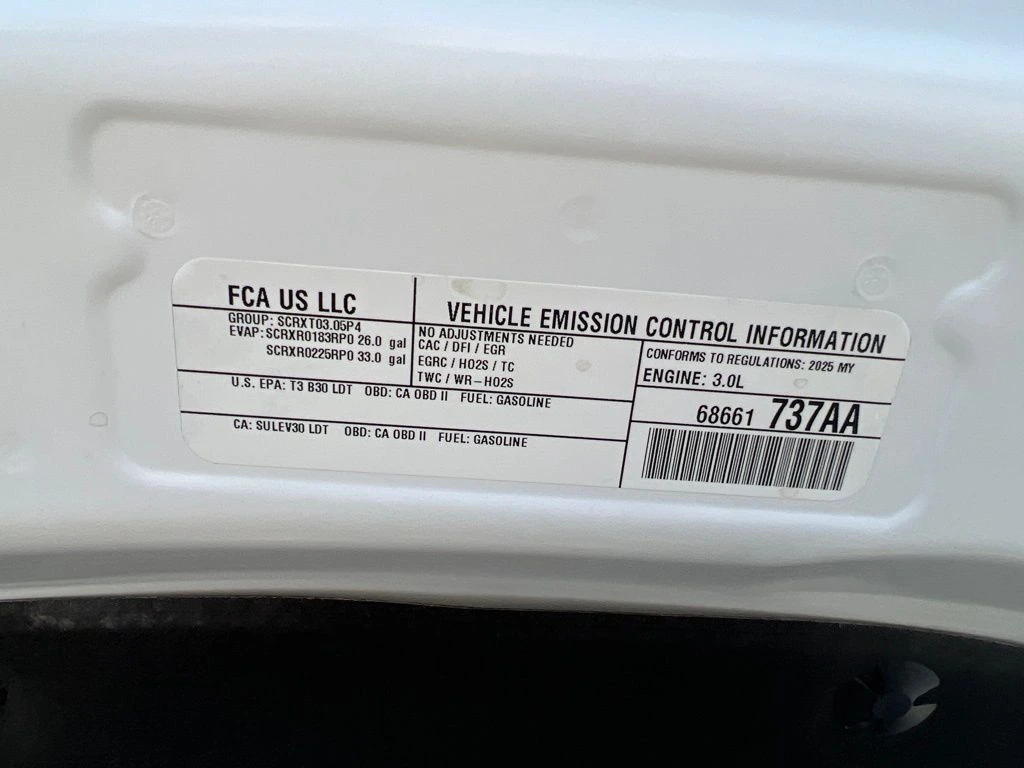 FCA US LLC
GROUP: SCRXT03.05P4
EVAP: SCRXR0183RP0 26.0 gal
SCRXR0225RP0 33.0 gal
VEHICLE EMISSION CONTROL INFORMATION
NO ADJUSTMENTS NEEDED
CAC / DFI / EGR
EGRC / HO2S / TC
TWC / WR-HO2S
CONFORMS TO REGULATIONS: 2025 MY
ENGINE: 3.0L
U.S. EPA: T3 B30 LDT OBD: CA OBD II FUEL: GASOLINE
CA: SULEV30 LDT OBD: CA OBD II FUEL: GASOLINE
68661 737AA